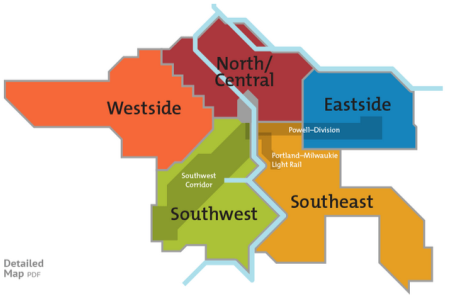 North/
Central
Westside
Eastside
Powell–Division
Portland–Milwaukie
Light Rail
Southwest
Corridor
Southeast
Southwest
Detailed
Map PDF